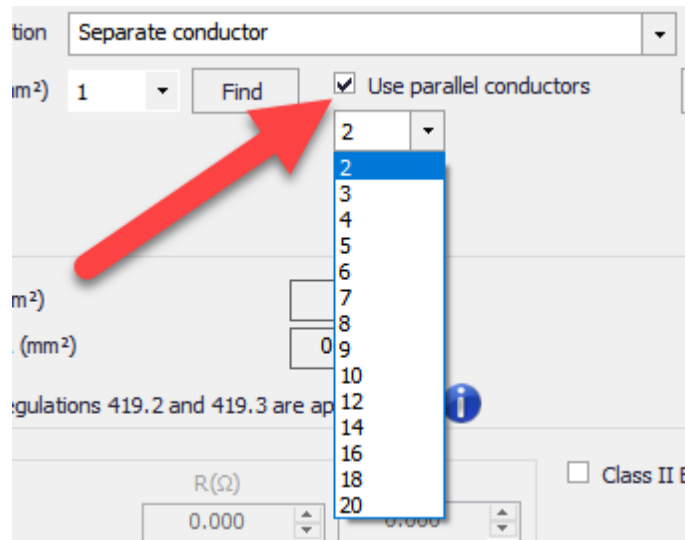 tion Separate conductor
m²) 1 Find Use parallel conductors
2
2
3
4
5
6
7
m²)
8
(mm²) 0
9
10
egulations 419.2 and 419.3 are ap
12
14
16
Class II
R(Ω)
18
20
0.000 0.000